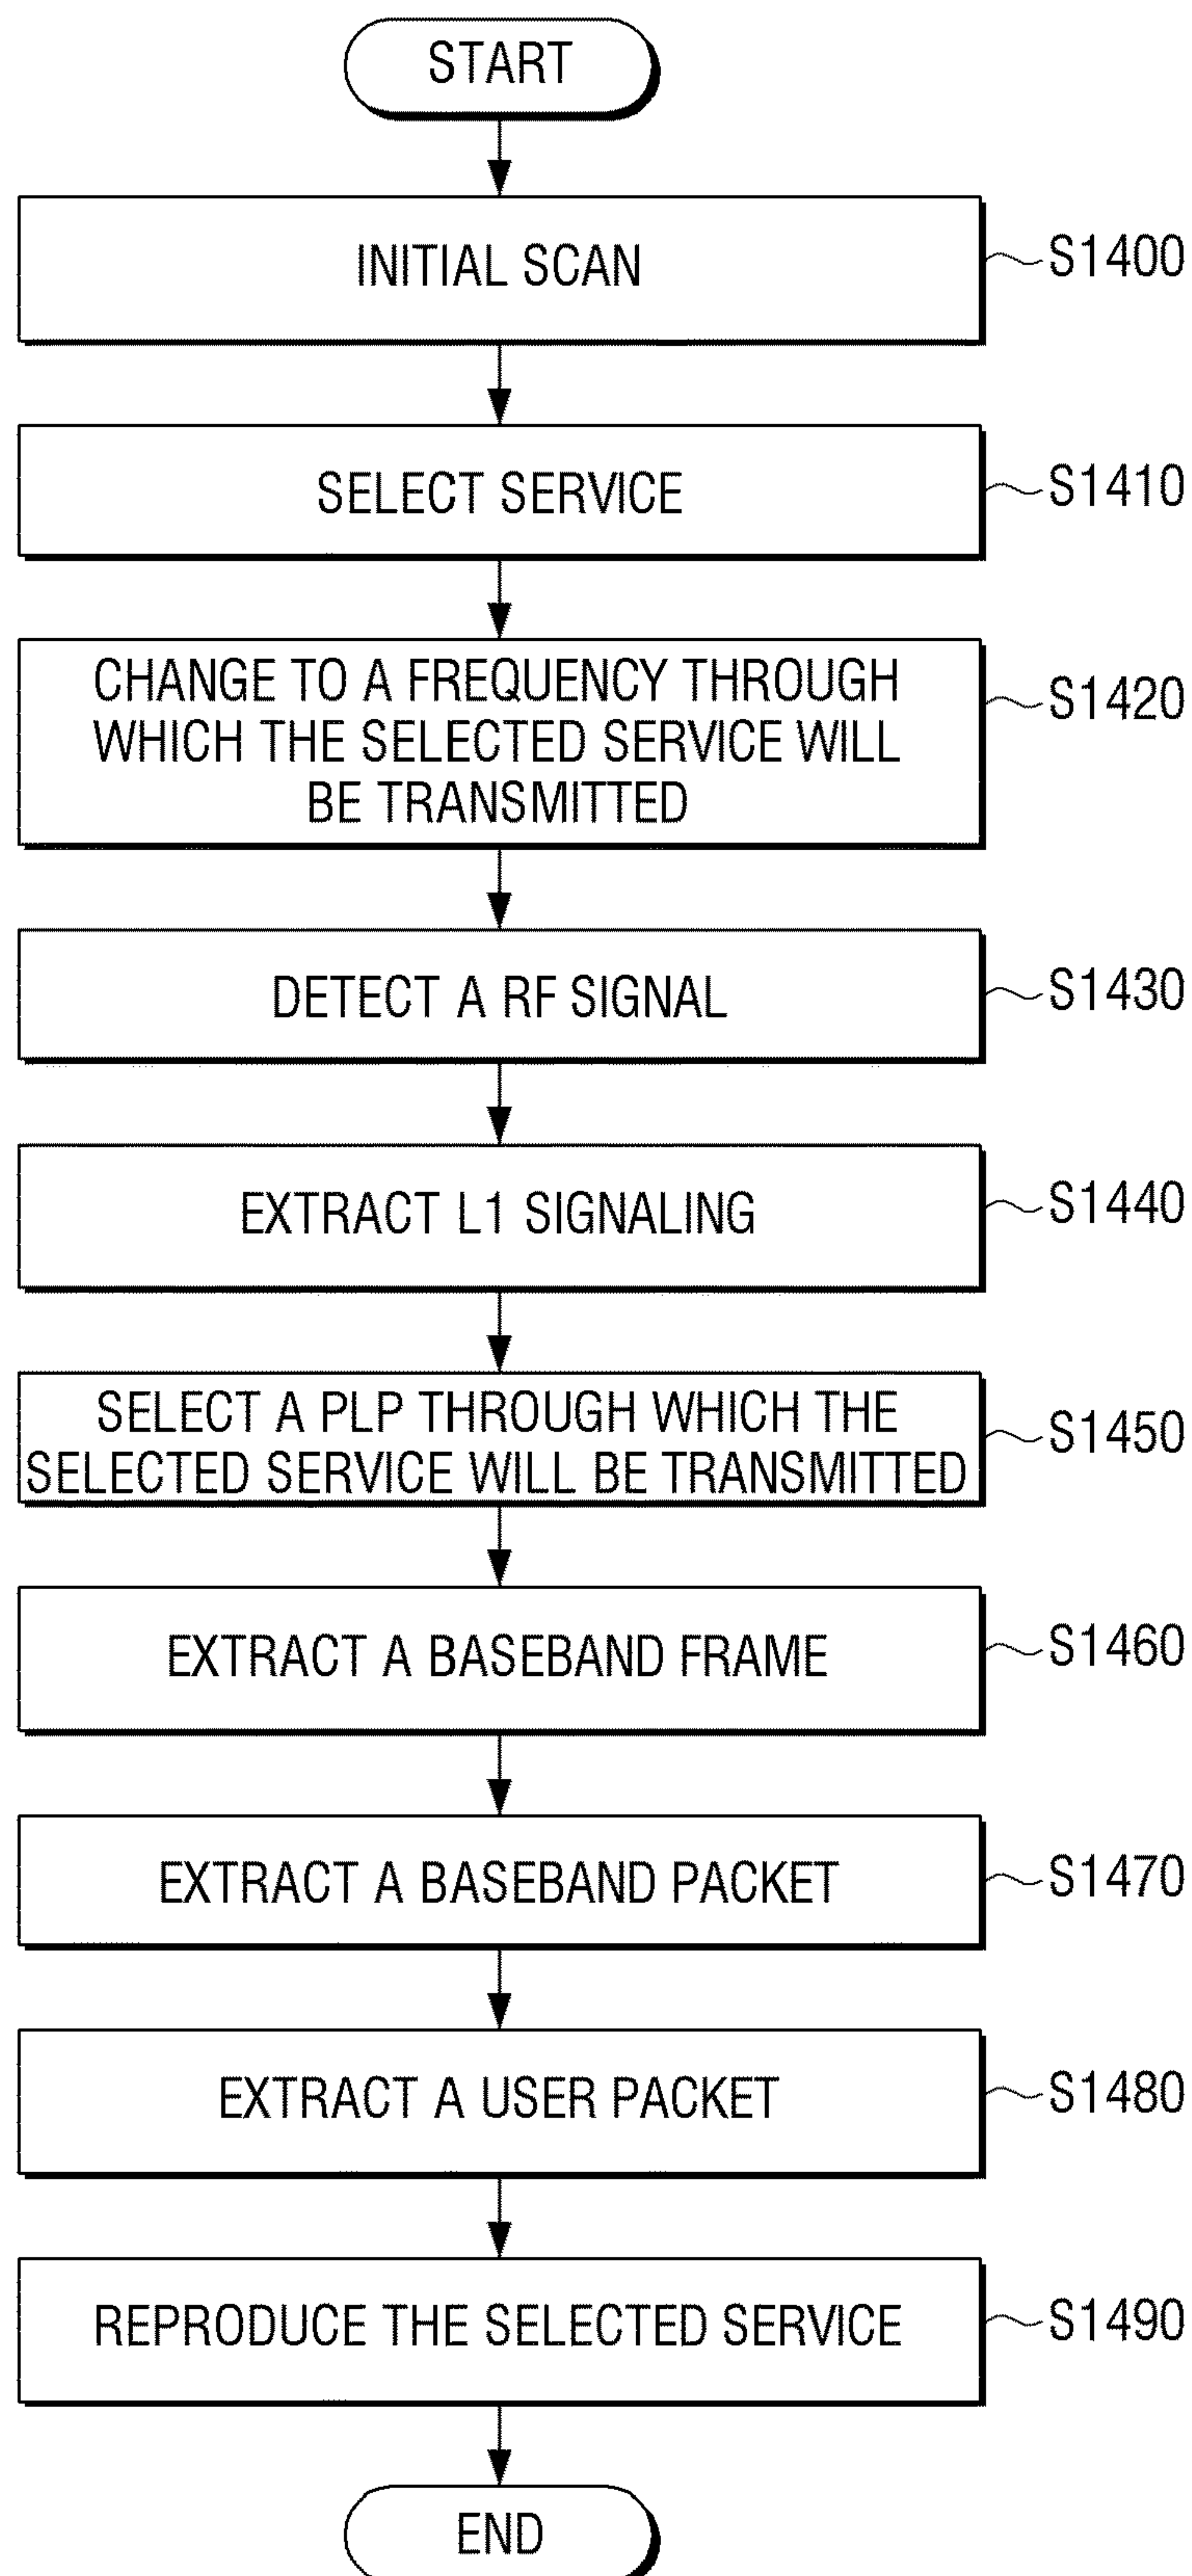 START
INITIAL SCAN
S1400
SELECT SERVICE
S1410
CHANGE TO A FREQUENCY THROUGH
WHICH THE SELECTED SERVICE WILL
BE TRANSMITTED
S1420
DETECT A RF SIGNAL
S1430
EXTRACT L1 SIGNALING
S1440
SELECT A PLP THROUGH WHICH THE
SELECTED SERVICE WILL BE TRANSMITTED
S1450
EXTRACT A BASEBAND FRAME
S1460
EXTRACT A BASEBAND PACKET
S1470
EXTRACT A USER PACKET
S1480
REPRODUCE THE SELECTED SERVICE
S1490
END